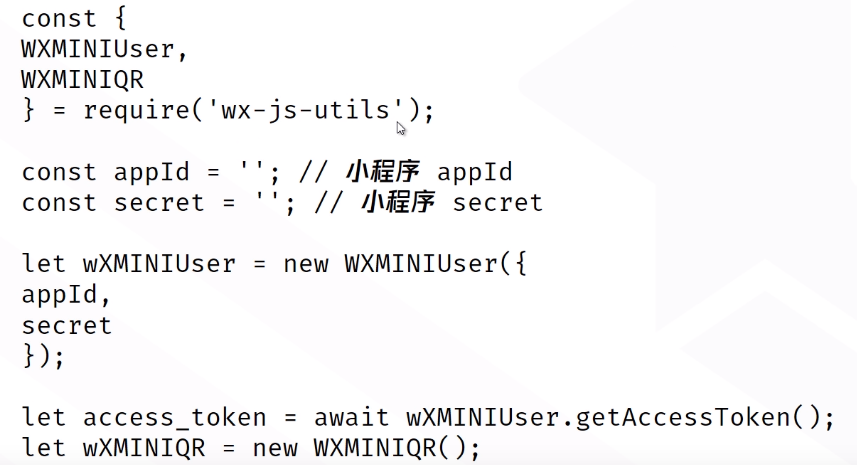 const {
WXMINIUser,
WXMINIQR
} = require('wx-js-utils');
const appId = ''; // 小程序 appId
const secret = ''; // 小程序 secret
let wXMINIUser = new WXMINIUser({
appId,
secret
});
let access_token = await wXMINIUser.getAccessToken();
let wXMINIQR = new WXMINIQR();